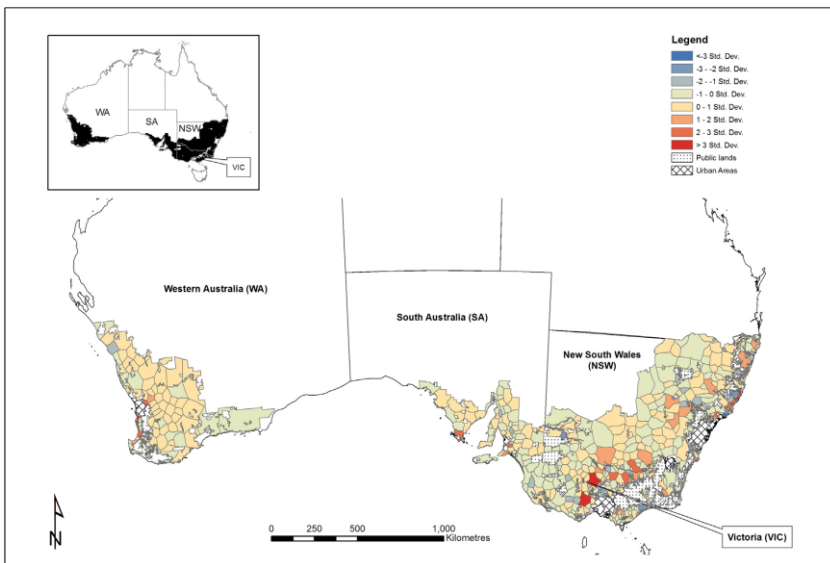 WA
SA
NSW
VIC
Legend
<-3 Std. Dev.
-3 - -2 Std. Dev.
-2 - -1 Std. Dev.
-1 - 0 Std. Dev.
0 - 1 Std. Dev.
1 - 2 Std. Dev.
2 - 3 Std. Dev.
> 3 Std. Dev.
Public lands
Urban Areas
Western Australia (WA)
South Australia (SA)
New South Wales
(NSW)
Victoria (VIC)
N
0 250 500 1,000
Kilometres